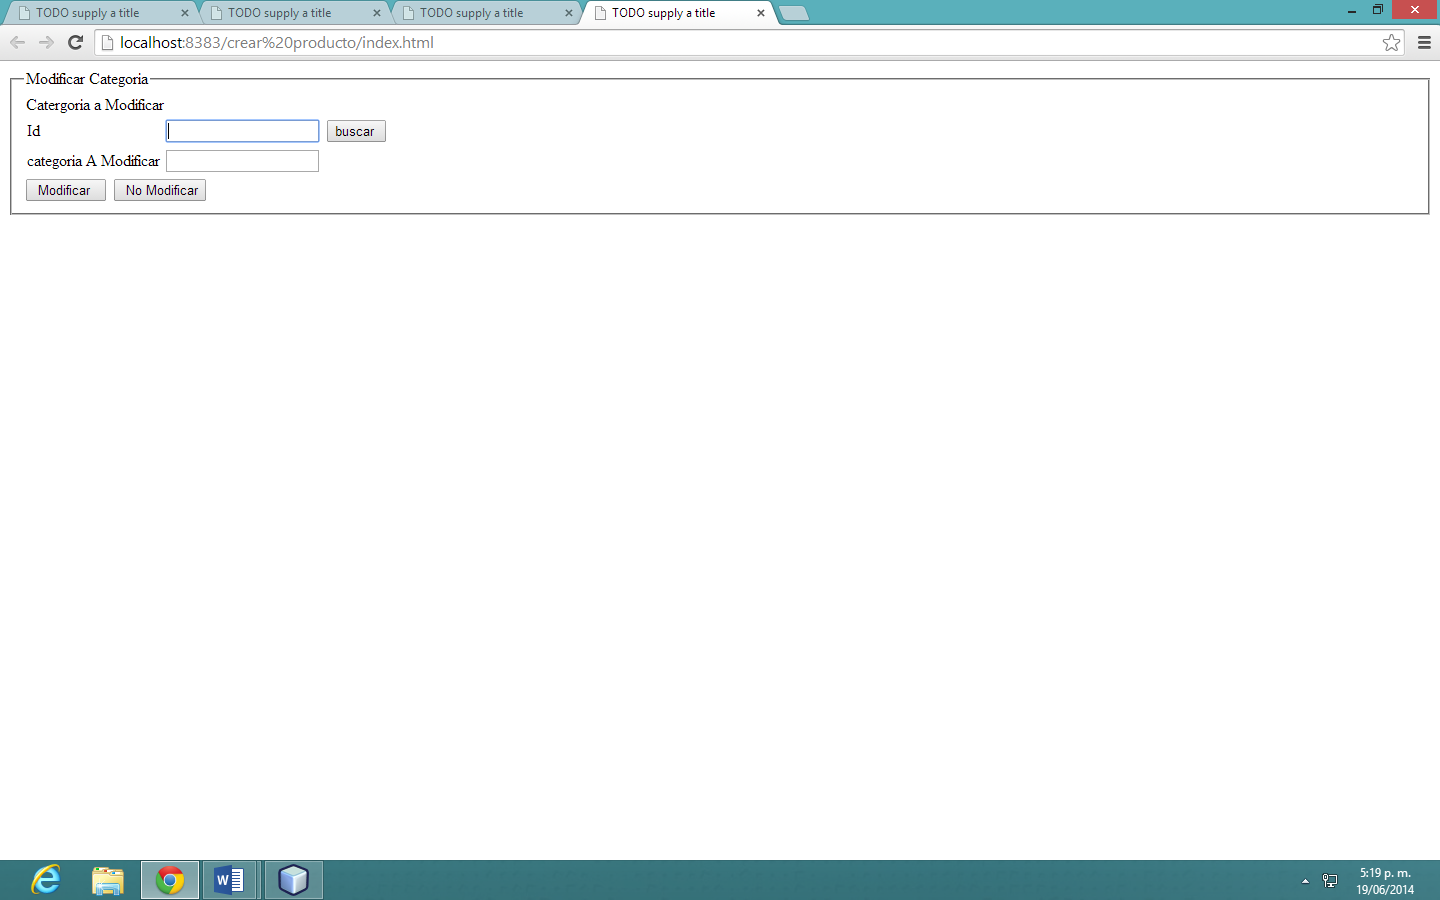 TODO supply a title TODO supply a title TODO supply a title TODO supply a title
localhost:8383/crear%20producto/index.html
Modificar Categoria
Catergoria a Modificar
Id buscar
categoria A Modificar
Modificar No Modificar
W
5:19 p. m.
19/06/2014